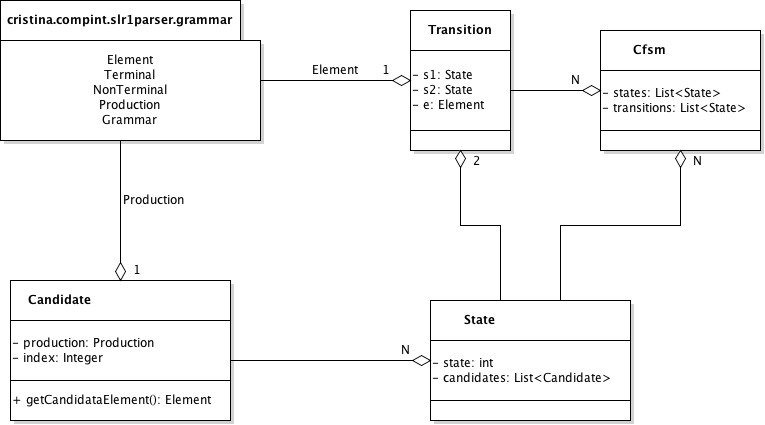 cristina.compint.slr1parser.grammar
Element
Terminal
NonTerminal
Production
Grammar
Element
1
Transition
- s1: State
- s2: State
- e: Element
N
Cfsm
- states: List<State>
- transitions: List<State>
2
N
Production
1
Candidate
- production: Production
- index: Integer
+ getCandidataElement(): Element
N
State
- state: int
- candidates: List<Candidate>